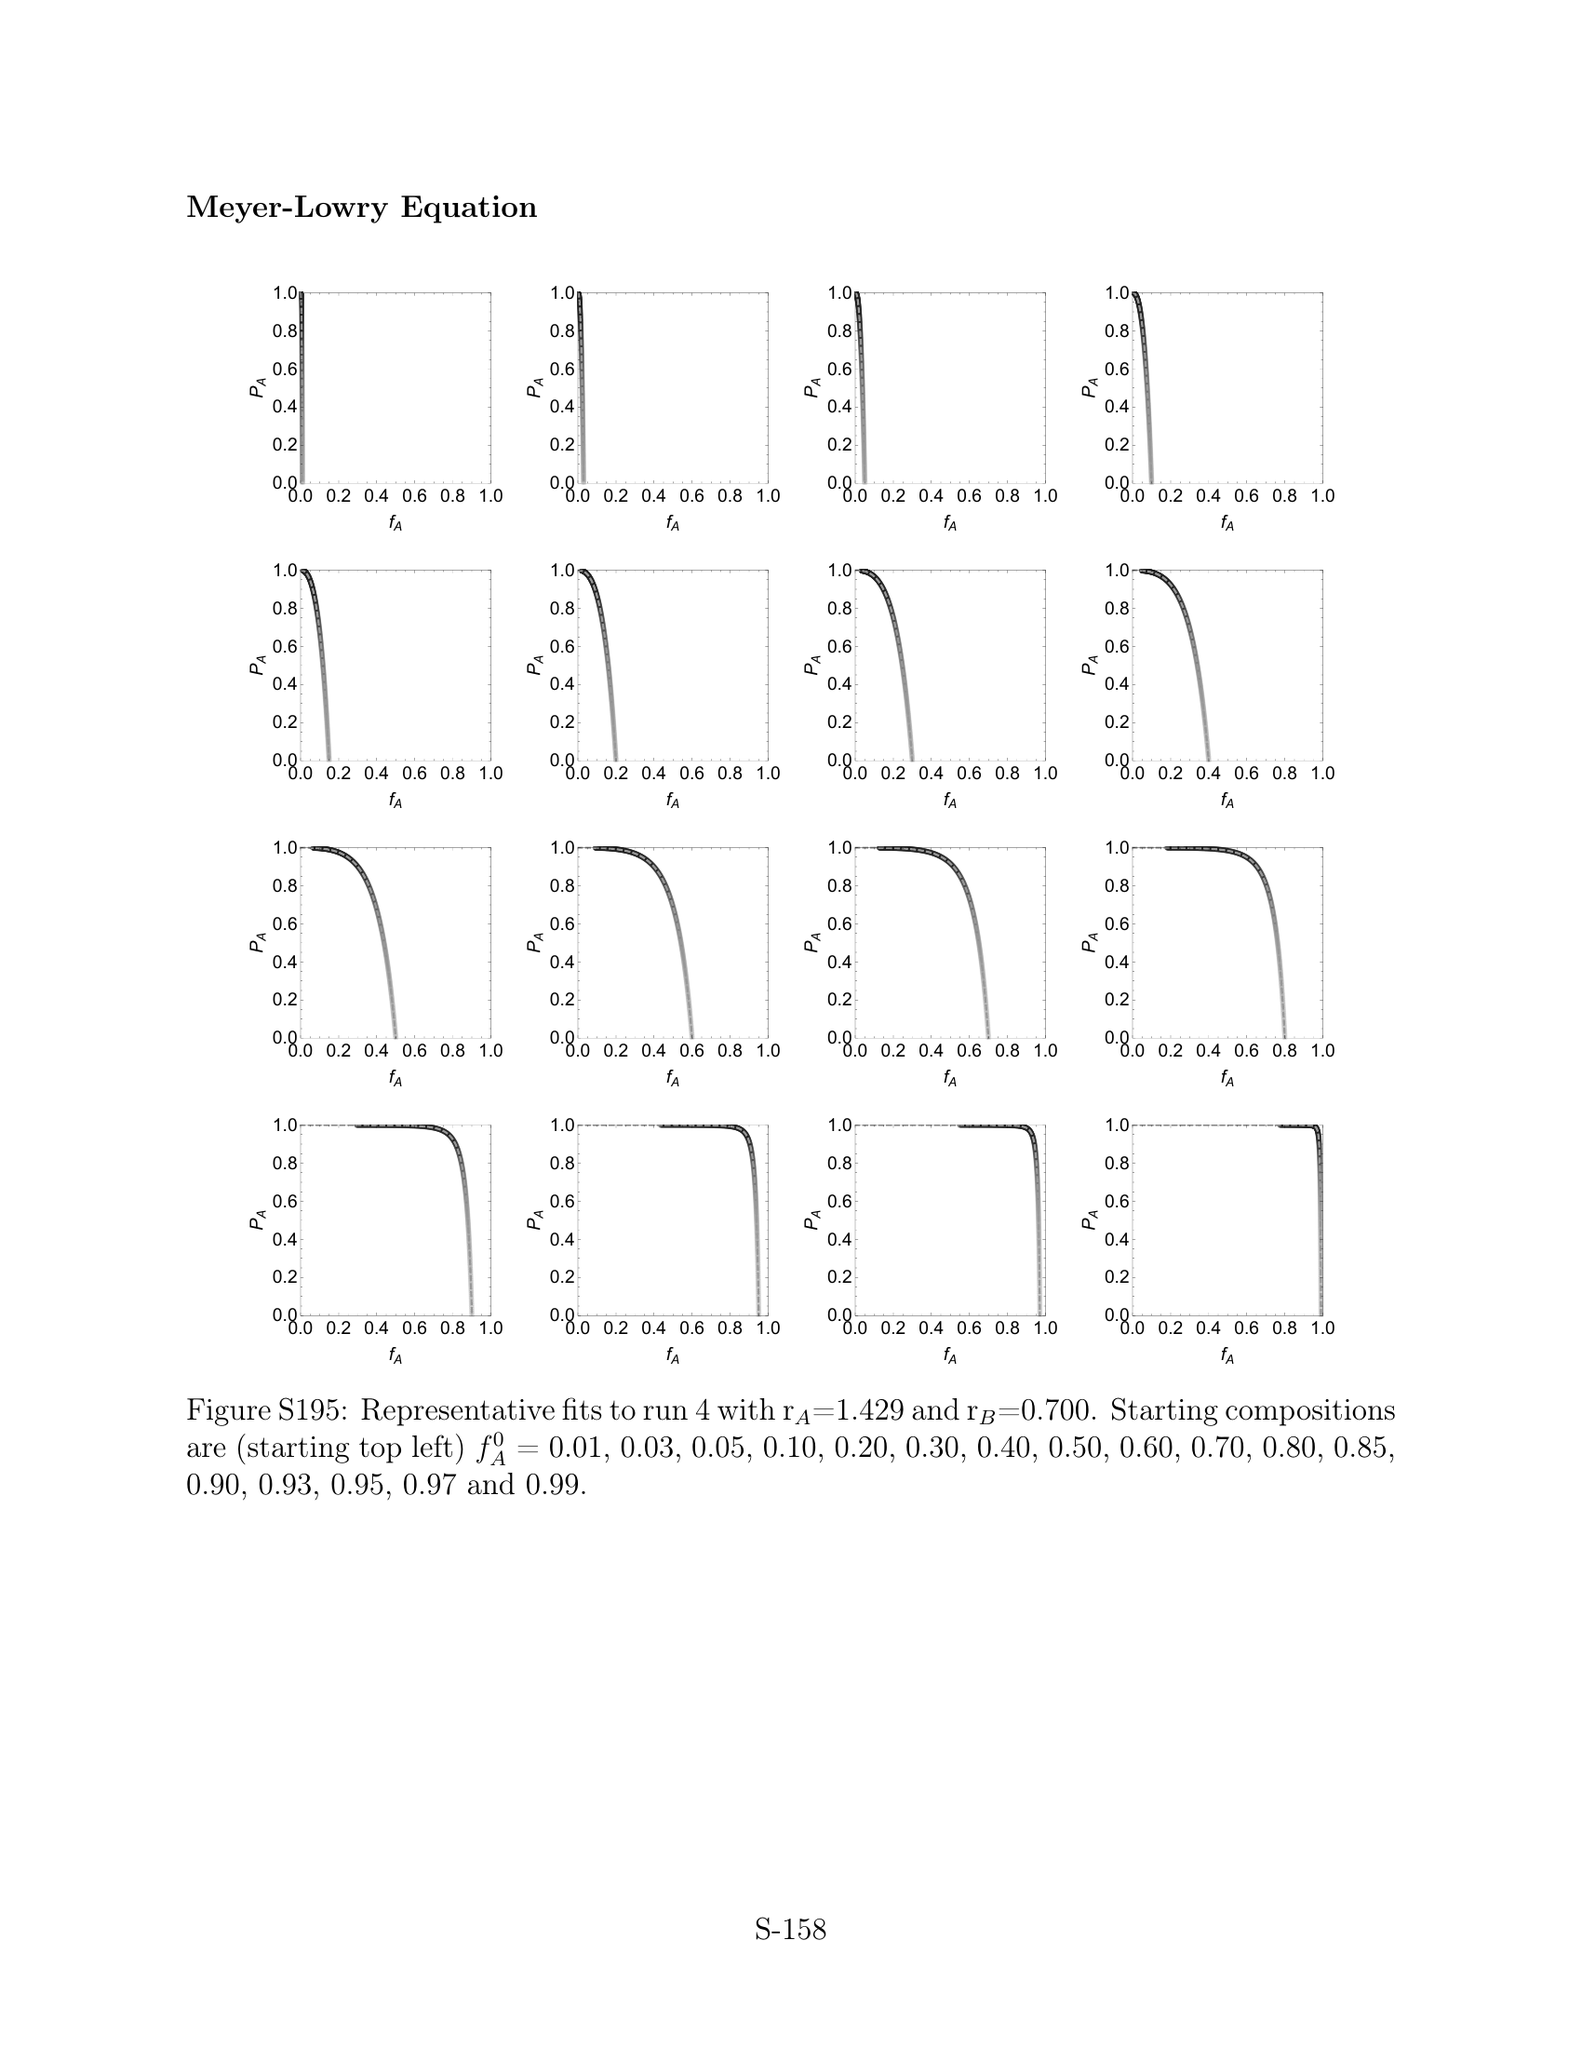 Meyer-Lowry Equation
1.0 1.0 1.0 1.0
0.8 0.8 0.8 0.8
0.6 0.6 0.6 0.6
P_A P_A P_A P_A
0.4 0.4 0.4 0.4
0.2 0.2 0.2 0.2
0.0 0.0 0.0 0.0
0.0 0.2 0.4 0.6 0.8 1.0 0.0 0.2 0.4 0.6 0.8 1.0 0.0 0.2 0.4 0.6 0.8 1.0 0.0 0.2 0.4 0.6 0.8 1.0
f_A f_A f_A f_A
1.0 1.0 1.0 1.0
0.8 0.8 0.8 0.8
0.6 0.6 0.6 0.6
P_A P_A P_A P_A
0.4 0.4 0.4 0.4
0.2 0.2 0.2 0.2
0.0 0.0 0.0 0.0
0.0 0.2 0.4 0.6 0.8 1.0 0.0 0.2 0.4 0.6 0.8 1.0 0.0 0.2 0.4 0.6 0.8 1.0 0.0 0.2 0.4 0.6 0.8 1.0
f_A f_A f_A f_A
1.0 1.0 1.0 1.0
0.8 0.8 0.8 0.8
0.6 0.6 0.6 0.6
P_A P_A P_A P_A
0.4 0.4 0.4 0.4
0.2 0.2 0.2 0.2
0.0 0.0 0.0 0.0
0.0 0.2 0.4 0.6 0.8 1.0 0.0 0.2 0.4 0.6 0.8 1.0 0.0 0.2 0.4 0.6 0.8 1.0 0.0 0.2 0.4 0.6 0.8 1.0
f_A f_A f_A f_A
1.0 1.0 1.0 1.0
0.8 0.8 0.8 0.8
0.6 0.6 0.6 0.6
P_A P_A P_A P_A
0.4 0.4 0.4 0.4
0.2 0.2 0.2 0.2
0.0 0.0 0.0 0.0
0.0 0.2 0.4 0.6 0.8 1.0 0.0 0.2 0.4 0.6 0.8 1.0 0.0 0.2 0.4 0.6 0.8 1.0 0.0 0.2 0.4 0.6 0.8 1.0
f_A f_A f_A f_A
Figure S195: Representative fits to run 4 with r_A=1.429 and r_B=0.700. Starting compositions
are (starting top left) f_A^0 = 0.01, 0.03, 0.05, 0.10, 0.20, 0.30, 0.40, 0.50, 0.60, 0.70, 0.80, 0.85,
0.90, 0.93, 0.95, 0.97 and 0.99.
S-158